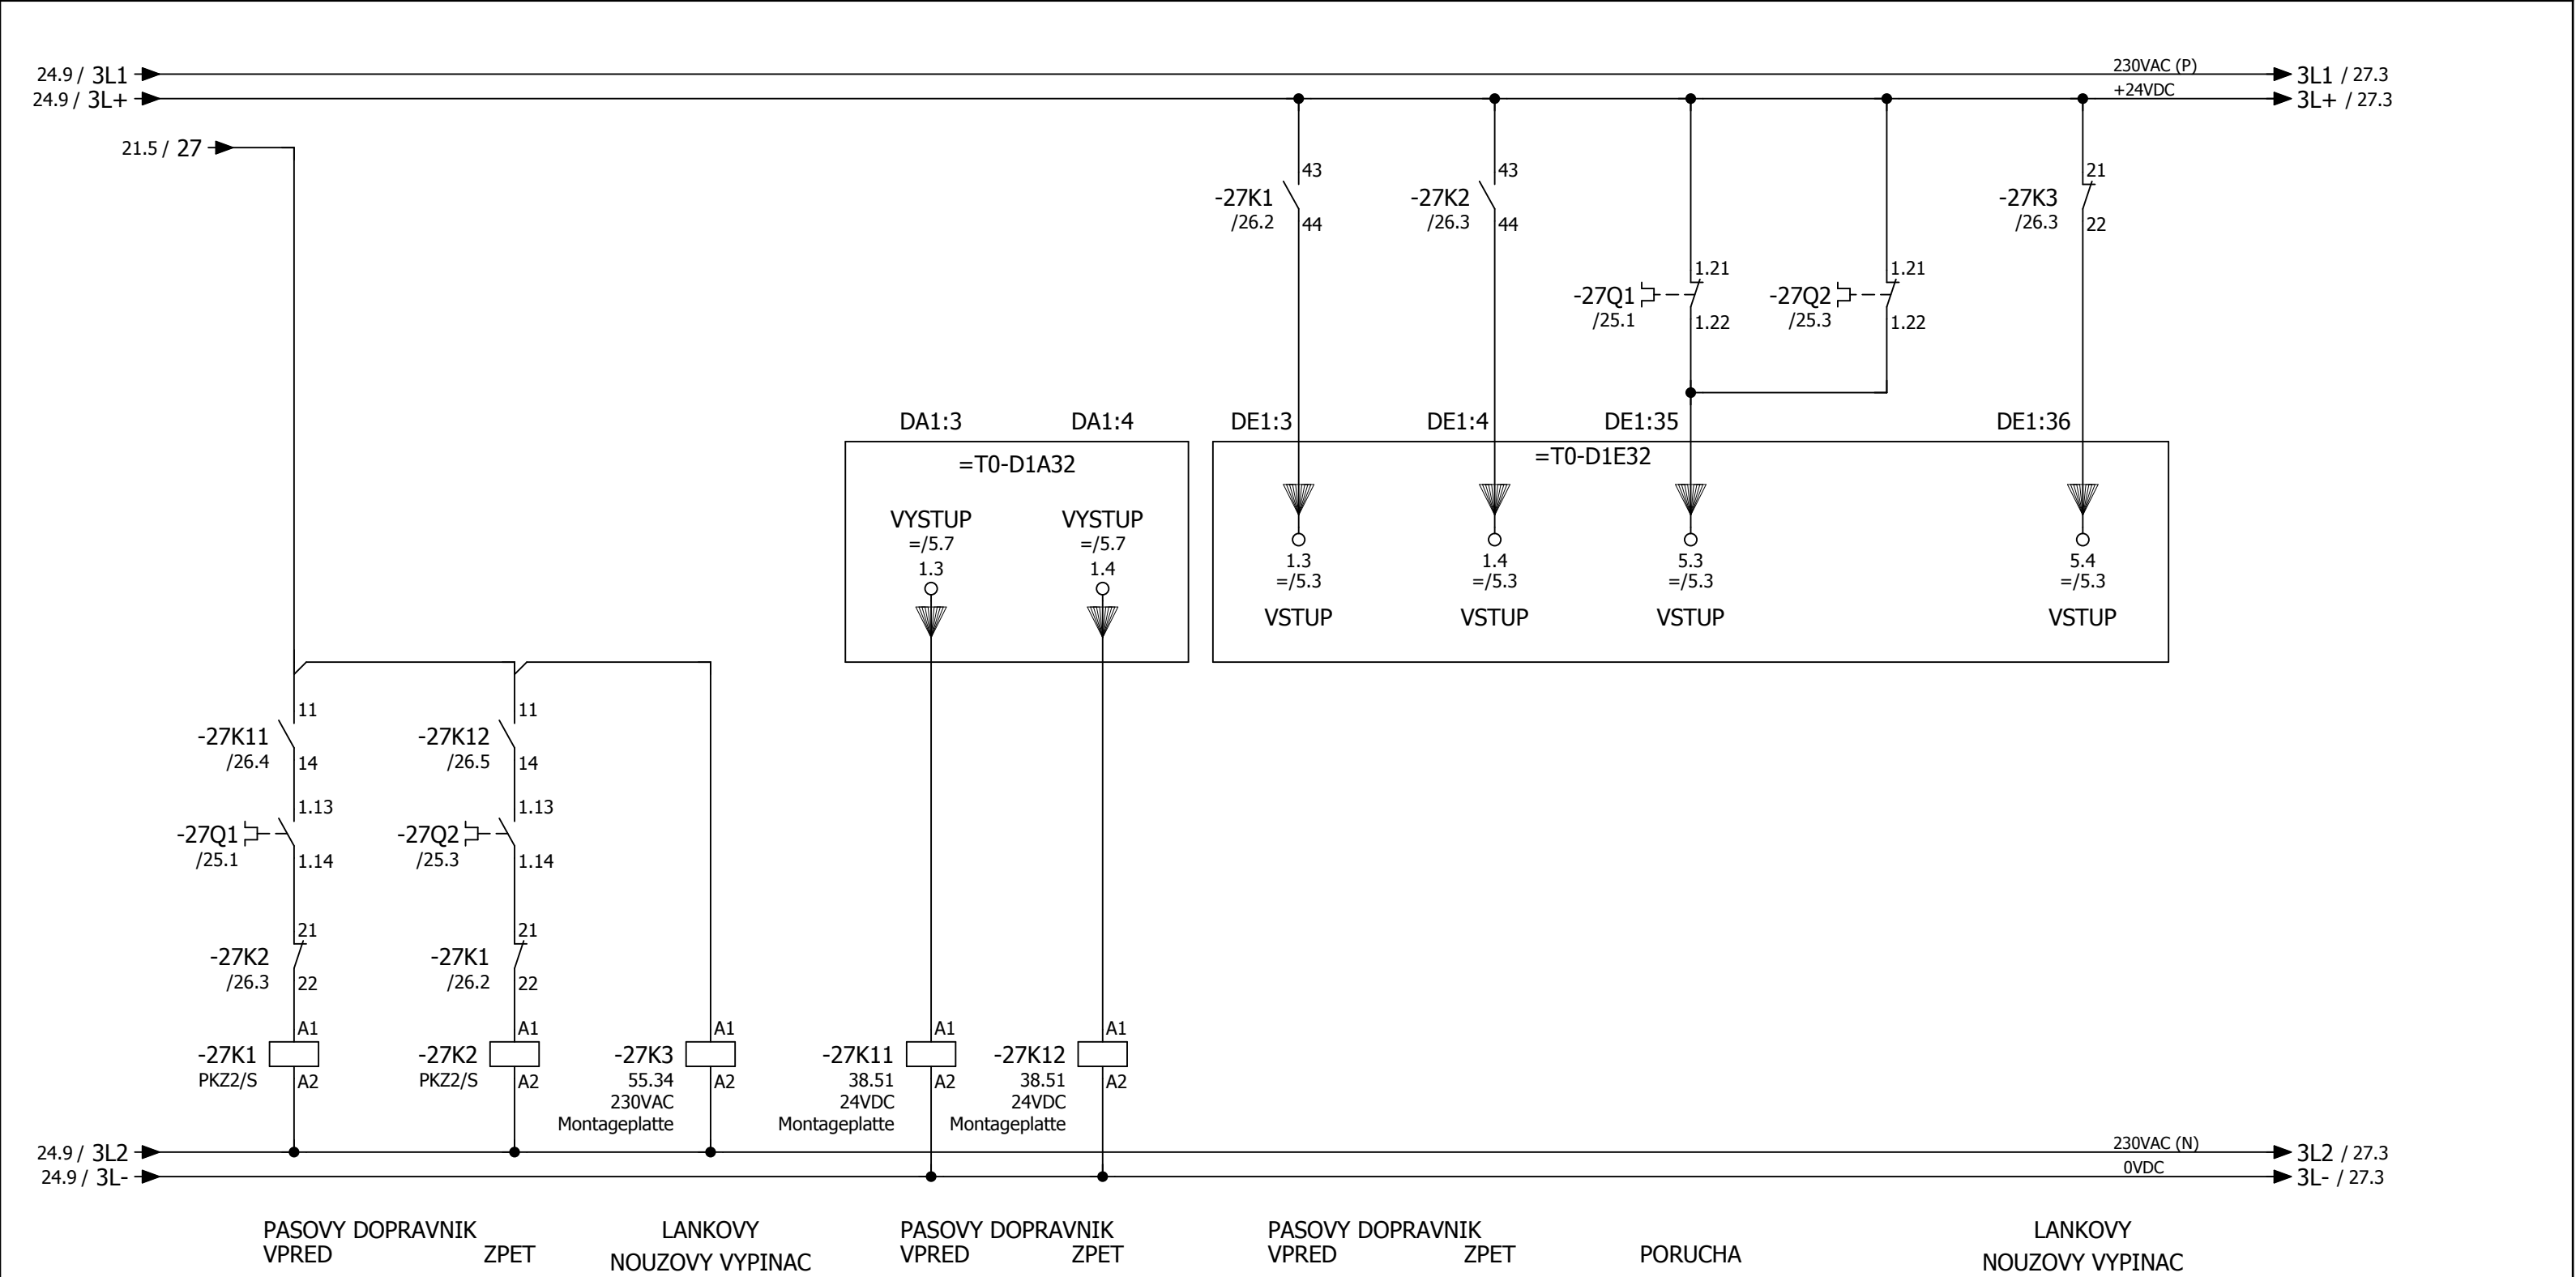 24.9 / 3L1
230VAC (P)
3L1 / 27.3
24.9 / 3L+
+24VDC
3L+ / 27.3
21.5 / 27
43
-27K1
/26.2
44
43
-27K2
/26.3
44
21
-27K3
/26.3
22
1.21
-27Q1
/25.1
1.22
1.21
-27Q2
/25.3
1.22
DA1:3
DA1:4
DE1:3
DE1:4
DE1:35
DE1:36
=T0-D1A32
=T0-D1E32
VYSTUP
=/5.7
1.3
VYSTUP
=/5.7
1.4
1.3
=/5.3
VSTUP
1.4
=/5.3
VSTUP
5.3
=/5.3
VSTUP
5.4
=/5.3
VSTUP
11
-27K11
/26.4
14
11
-27K12
/26.5
14
1.13
-27Q1
/25.1
1.14
1.13
-27Q2
/25.3
1.14
21
-27K2
/26.3
22
21
-27K1
/26.2
22
A1
-27K1
PKZ2/S
A2
A1
-27K2
PKZ2/S
A2
A1
-27K3
55.34
A2
230VAC
Montageplatte
A1
-27K11
38.51
A2
24VDC
Montageplatte
A1
-27K12
38.51
A2
24VDC
Montageplatte
24.9 / 3L2
230VAC (N)
3L2 / 27.3
24.9 / 3L-
0VDC
3L- / 27.3
PASOVY DOPRAVNIK
VPRED
ZPET
LANKOVY
NOUZOVY VYPINAC
PASOVY DOPRAVNIK
VPRED
ZPET
PASOVY DOPRAVNIK
VPRED
ZPET
PORUCHA
LANKOVY
NOUZOVY VYPINAC